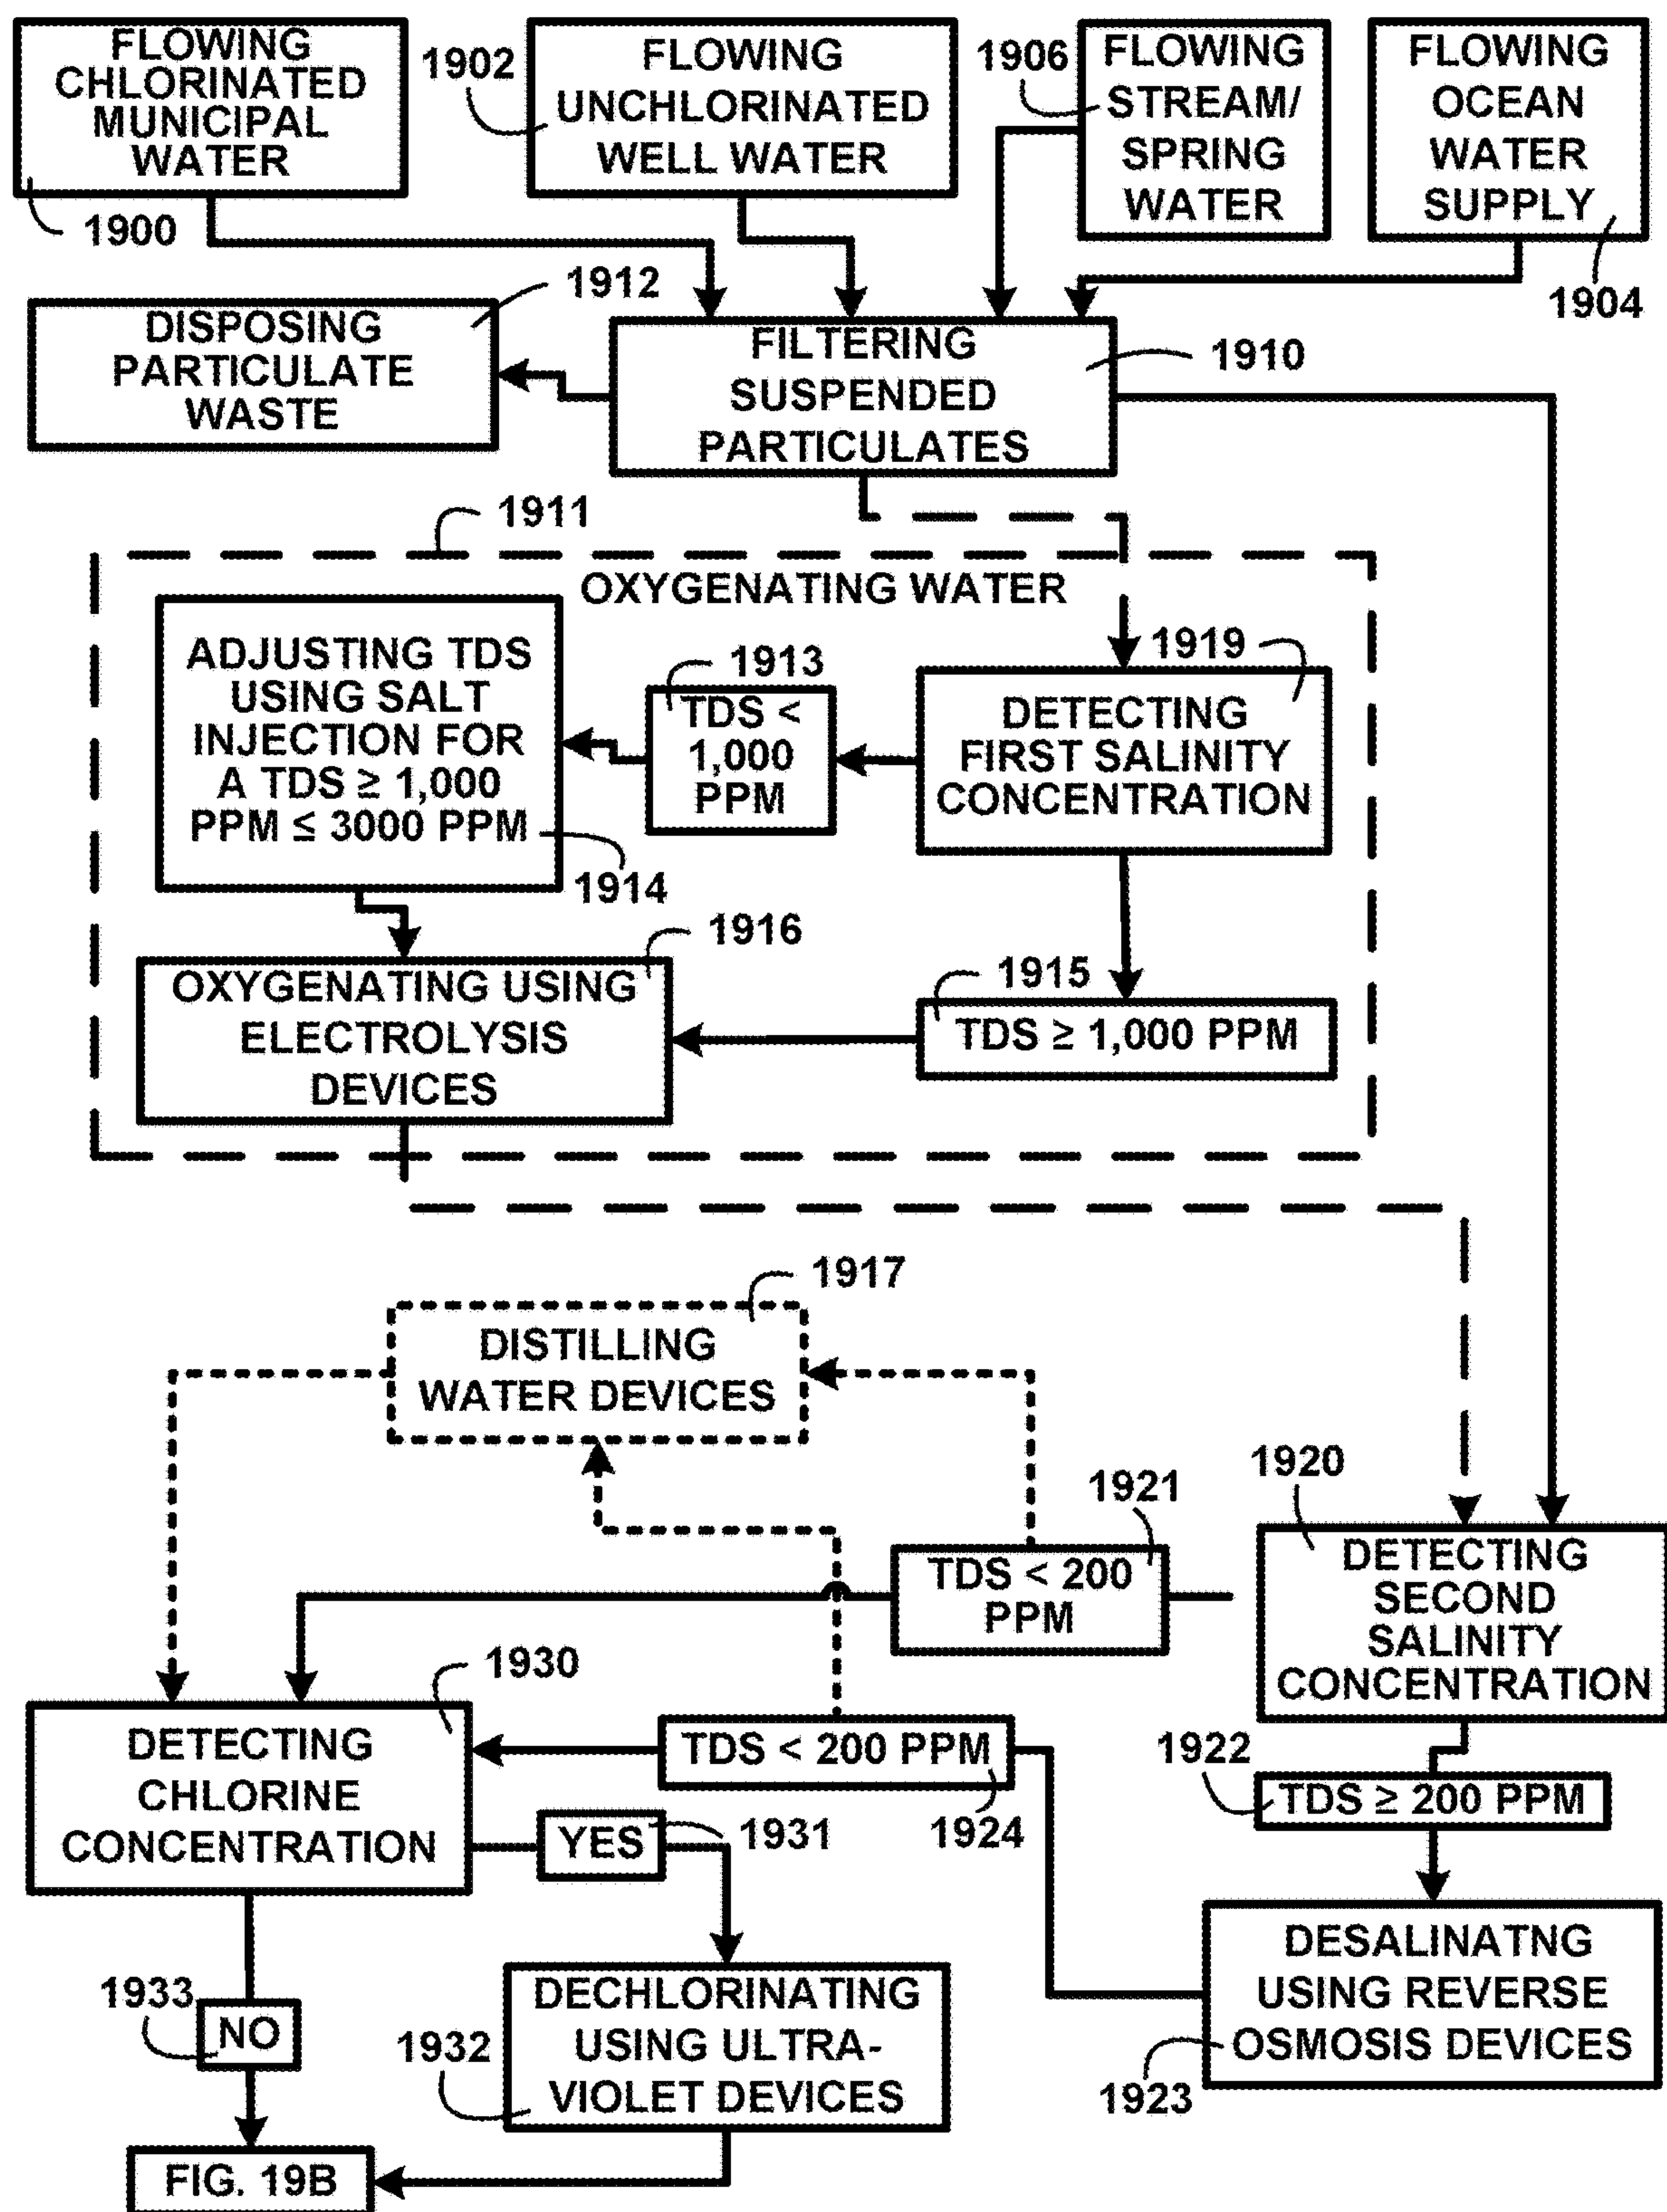 FLOWING
CHLORINATED
MUNICIPAL
WATER
1900
1902
FLOWING
UNCHLORINATED
WELL WATER
1906
FLOWING
STREAM/
SPRING
WATER
FLOWING
OCEAN
WATER
SUPPLY
1904
1912
DISPOSING
PARTICULATE
WASTE
FILTERING
SUSPENDED
PARTICULATES
1910
1911
OXYGENATING WATER
ADJUSTING TDS
USING SALT
INJECTION FOR
A TDS ≥ 1,000
PPM ≤ 3000 PPM
1914
1913
TDS <
1,000
PPM
1919
DETECTING
FIRST SALINITY
CONCENTRATION
1916
OXYGENATING USING
ELECTROLYSIS
DEVICES
1915
TDS ≥ 1,000 PPM
1917
DISTILLING
WATER DEVICES
1921
TDS < 200
PPM
1920
DETECTING
SECOND
SALINITY
CONCENTRATION
1930
DETECTING
CHLORINE
CONCENTRATION
TDS < 200 PPM
1924
1922
TDS ≥ 200 PPM
YES
1931
DESALINATNG
USING REVERSE
OSMOSIS DEVICES
1923
1933
NO
1932
DECHLORINATING
USING ULTRA-
VIOLET DEVICES
FIG. 19B